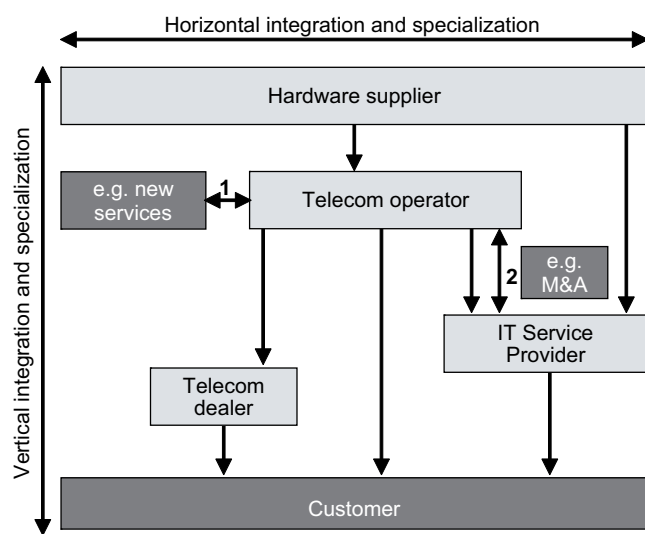 Horizontal integration and specialization
Vertical integration and specialization
Hardware supplier
e.g. new
services
1
Telecom operator
2
e.g.
M&A
IT Service
Provider
Telecom
dealer
Customer